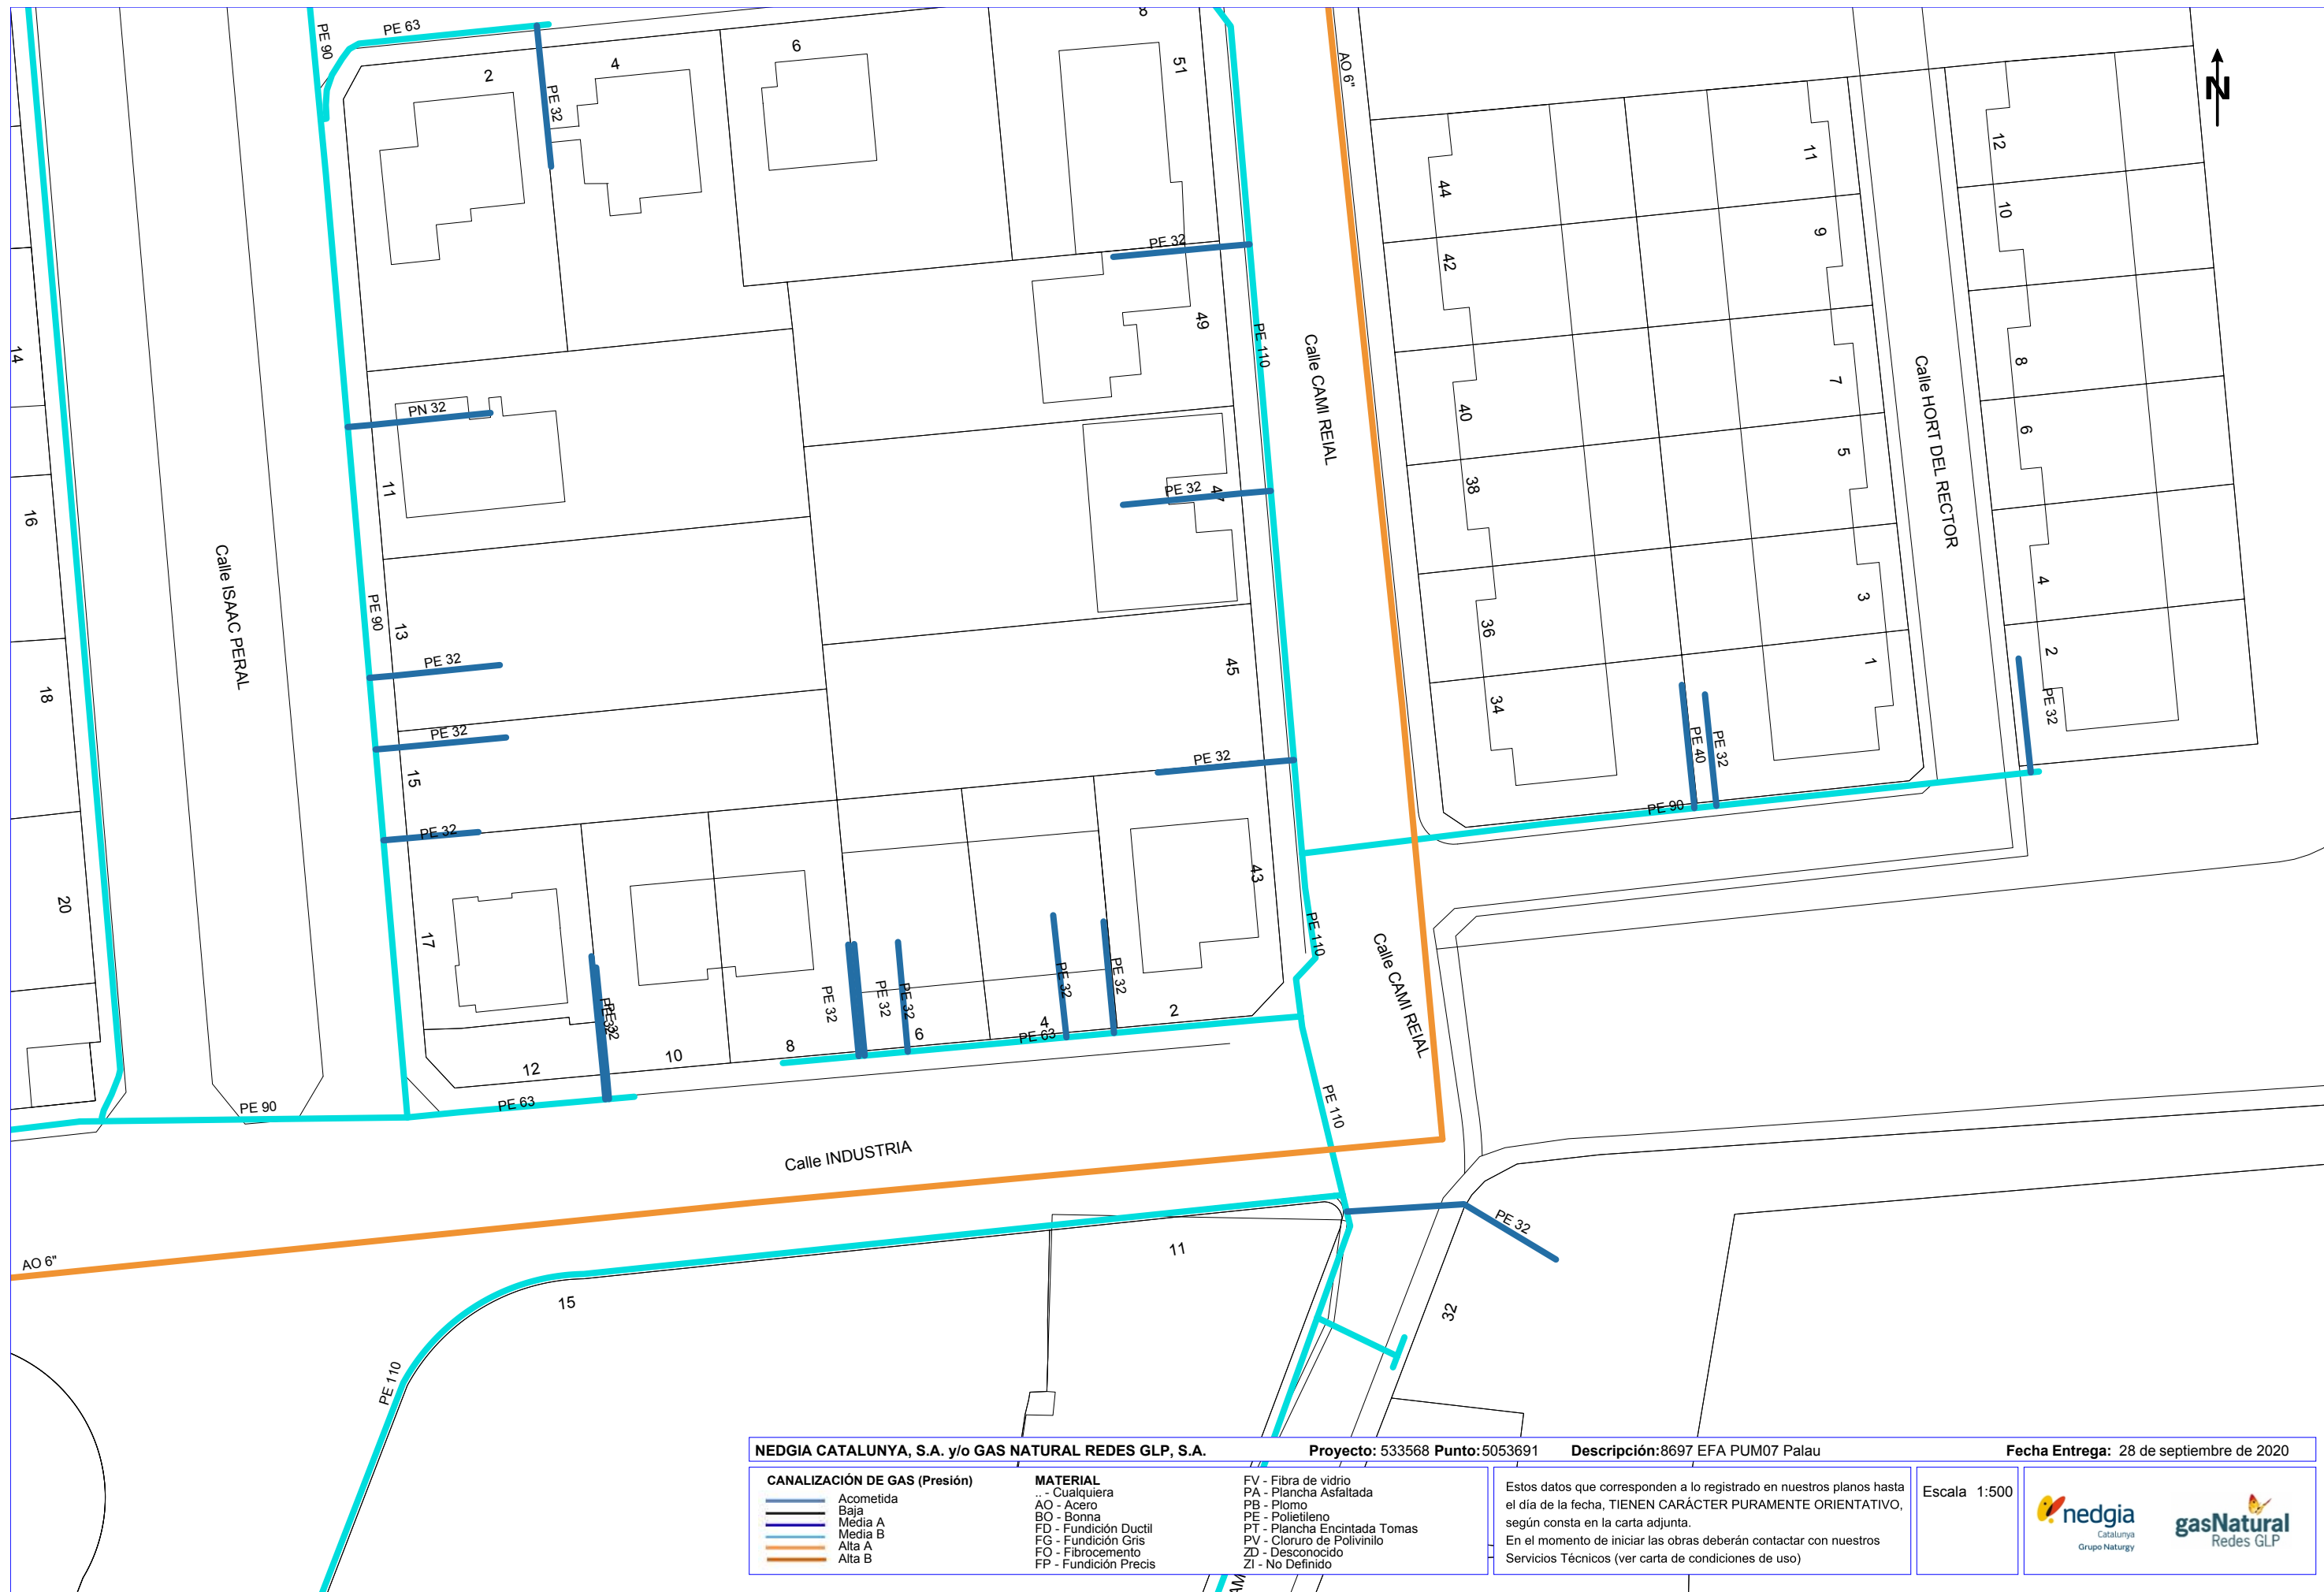 PE 63
PE 90
2
4
6
8
51
AO 6"
N
PE 32
44
11
12
42
9
10
PE 32
49
PE 110
Calle CAMI REIAL
14
PN 32
11
40
7
8
Calle HORT DEL RECTOR
6
38
5
16
PE 32
47
Calle ISAAC PERAL
PE 90
13
PE 32
36
3
4
45
1
2
18
34
PE 32
PE 40
PE 32
PE 32
15
PE 32
PE 32
PE 90
43
20
17
PE 110
Calle CAMI REIAL
PE 32
PE 32
PE 32
PE 32
PE 32
PE 32
PE 32
12
10
8
6
4
2
PE 63
PE 90
PE 63
PE 110
Calle INDUSTRIA
AO 6"
PE 32
11
15
32
PE 110
NEDGIA CATALUNYA, S.A. y/o GAS NATURAL REDES GLP, S.A. Proyecto: 533568 Punto:5053691 Descripción:8697 EFA PUM07 Palau Fecha Entrega: 28 de septiembre de 2020
CANALIZACIÓN DE GAS (Presión)
Acometida
Baja
Media A
Media B
Alta A
Alta B
MATERIAL
.. - Cualquiera
AO - Acero
BO - Bonna
FD - Fundición Ductil
FG - Fundición Gris
FO - Fibrocemento
FP - Fundición Precis
FV - Fibra de vidrio
PA - Plancha Asfaltada
PB - Plomo
PE - Polietileno
PT - Plancha Encintada Tomas
PV - Cloruro de Polivinilo
ZD - Desconocido
ZI - No Definido
Estos datos que corresponden a lo registrado en nuestros planos hasta
el día de la fecha, TIENEN CARÁCTER PURAMENTE ORIENTATIVO,
según consta en la carta adjunta.
En el momento de iniciar las obras deberán contactar con nuestros
Servicios Técnicos (ver carta de condiciones de uso)
Escala 1:500
nedgia
Catalunya
Grupo Naturgy
gasNatural
Redes GLP